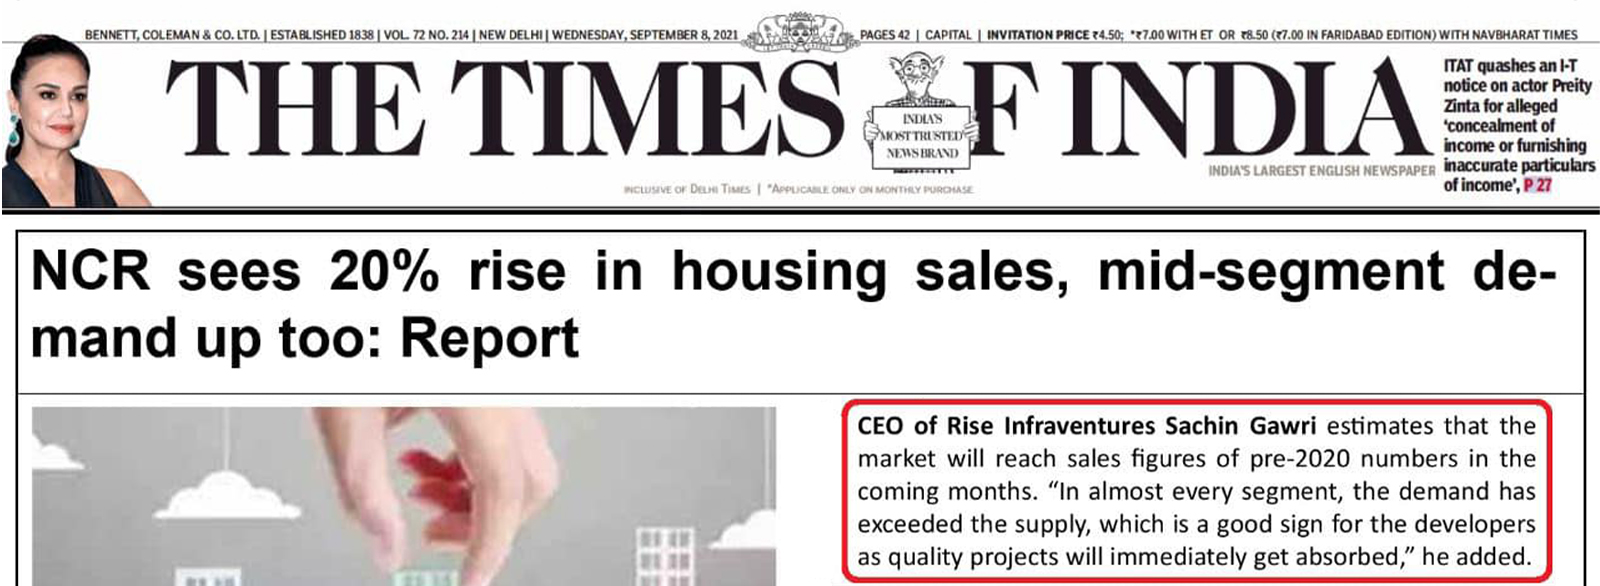 BENNETT, COLEMAN & CO. LTD. | ESTABLISHED 1838 | VOL. 72 NO. 214 | NEW DELHI | WEDNESDAY, SEPTEMBER 8, 2021 PAGES 42 | CAPITAL | INVITATION PRICE ₹4.50; *₹7.00 WITH ET OR ₹8.50 (₹7.00 IN FARIDABAD EDITION) WITH NAVBHARAT TIMES
THE TIMES OF INDIA
INDIA'S
MOST TRUSTED
NEWS BRAND
INDIA'S LARGEST ENGLISH NEWSPAPER
INCLUSIVE OF DELHI TIMES | *APPLICABLE ONLY ON MONTHLY PURCHASE
ITAT quashes an I-T
notice on actor Preity
Zinta for alleged
‘concealment of
income or furnishing
inaccurate particulars
of income’, P 27
NCR sees 20% rise in housing sales, mid-segment de-
mand up too: Report
CEO of Rise Infraventures Sachin Gawri estimates that the
market will reach sales figures of pre-2020 numbers in the
coming months. “In almost every segment, the demand has
exceeded the supply, which is a good sign for the developers
as quality projects will immediately get absorbed,” he added.